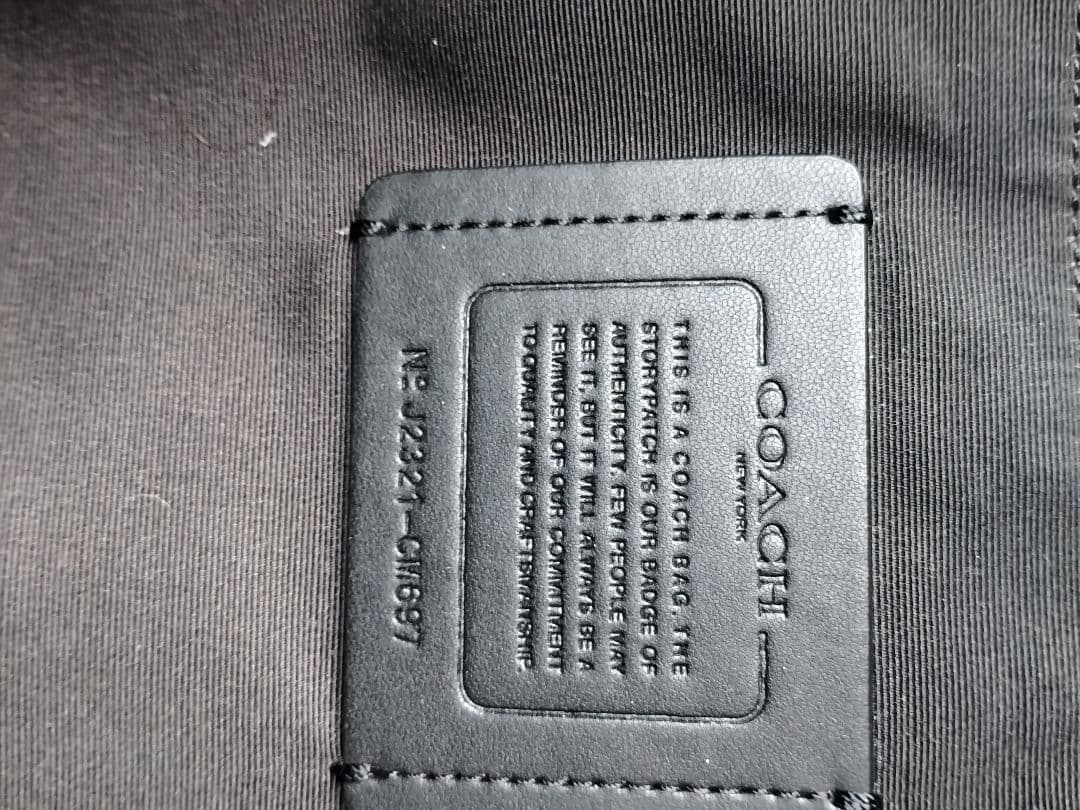 COACH
NEW YORK
THIS IS A COACH BAG. THE
STORYPATCH IS OUR BADGE OF
AUTHENTICITY. FEW PEOPLE MAY
SEE IT, BUT IT WILL ALWAYS BE A
REMINDER OF OUR COMMITMENT
TO QUALITY AND CRAFTSMANSHIP.
Nº J2321-CW697